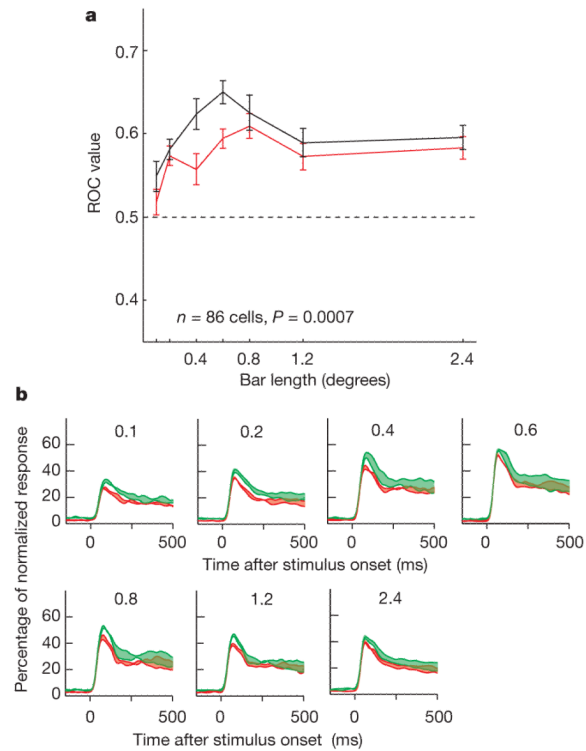 a
0.7
0.6
0.5
0.4
ROC value
n = 86 cells, P = 0.0007
0.4 0.8 1.2 2.4
Bar length (degrees)
b
Percentage of normalized response
0.1 0.2 0.4 0.6
60
40
20
0
0 500 0 500 0 500 0 500
Time after stimulus onset (ms)
0.8 1.2 2.4
60
40
20
0
0 500 0 500 0 500
Time after stimulus onset (ms)